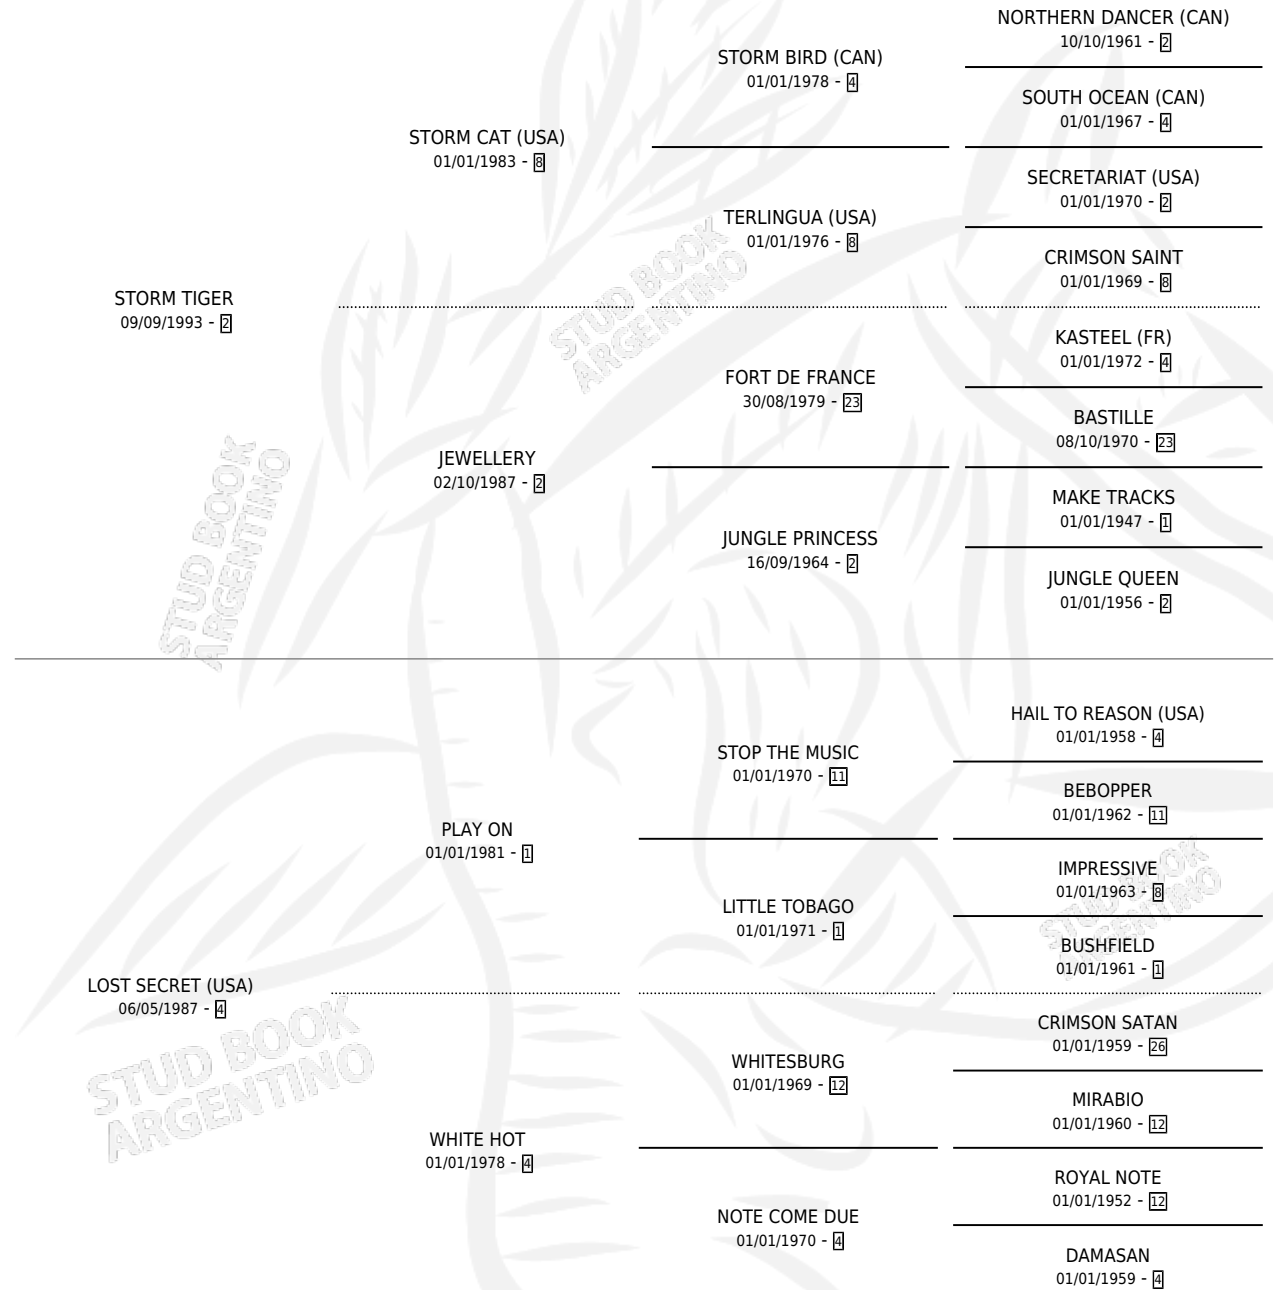 NORTHERN DANCER (CAN)
10/10/1961 - 2
STORM BIRD (CAN)
01/01/1978 - 4
SOUTH OCEAN (CAN)
01/01/1967 - 4
STORM CAT (USA)
01/01/1983 - 8
SECRETARIAT (USA)
01/01/1970 - 2
TERLINGUA (USA)
01/01/1976 - 8
CRIMSON SAINT
01/01/1969 - 8
STORM TIGER
09/09/1993 - 2
KASTEEL (FR)
01/01/1972 - 4
FORT DE FRANCE
30/08/1979 - 23
BASTILLE
08/10/1970 - 23
JEWELLERY
02/10/1987 - 2
MAKE TRACKS
01/01/1947 - 1
JUNGLE PRINCESS
16/09/1964 - 2
JUNGLE QUEEN
01/01/1956 - 2
STUD BOOK
ARGENTINO
STUD BOOK
ARGENTINO
HAIL TO REASON (USA)
01/01/1958 - 4
STOP THE MUSIC
01/01/1970 - 11
BEBOPPER
01/01/1962 - 11
PLAY ON
01/01/1981 - 1
IMPRESSIVE
01/01/1963 - 8
LITTLE TOBAGO
01/01/1971 - 1
BUSHFIELD
01/01/1961 - 1
LOST SECRET (USA)
06/05/1987 - 4
CRIMSON SATAN
01/01/1959 - 26
WHITESBURG
01/01/1969 - 12
MIRABIO
01/01/1960 - 12
WHITE HOT
01/01/1978 - 4
ROYAL NOTE
01/01/1952 - 12
NOTE COME DUE
01/01/1970 - 4
DAMASAN
01/01/1959 - 4
STUD BOOK
ARGENTINO
STUD BOOK
ARGENTINO